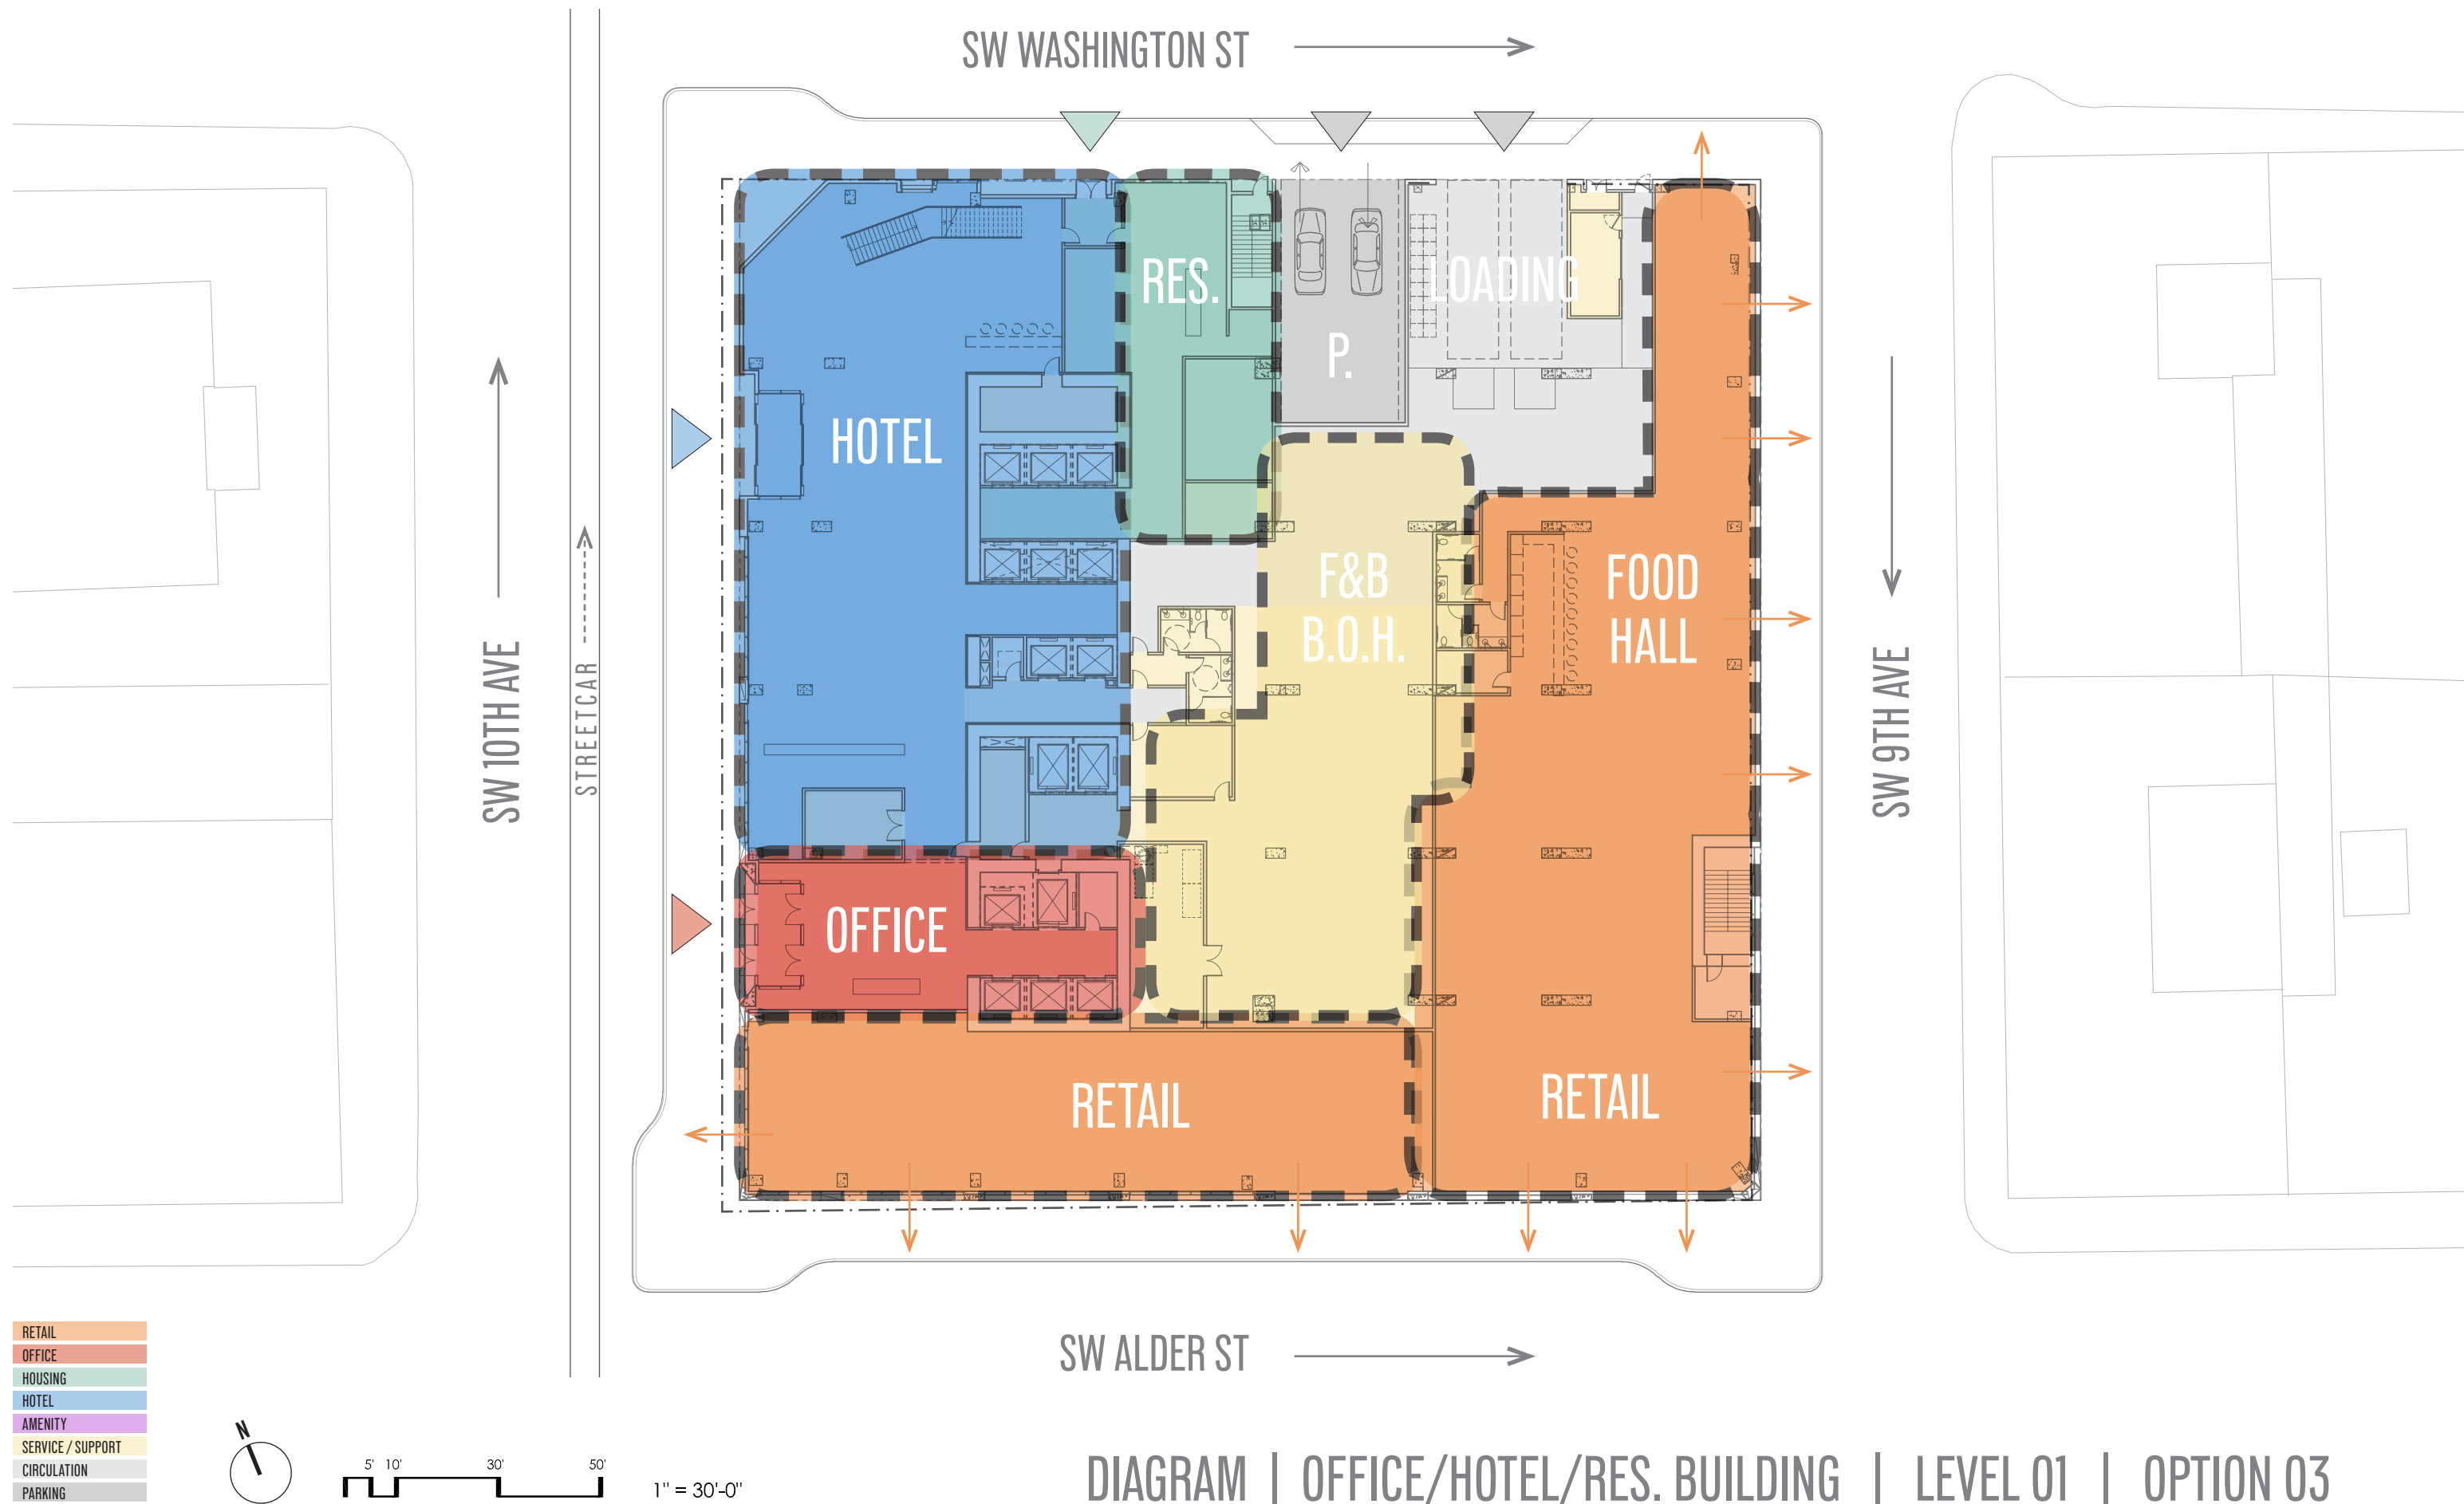 SW WASHINGTON ST
RES.
LOADING
P.
HOTEL
F&B
B.O.H.
FOOD
HALL
SW 10TH AVE
STREETCAR
SW 9TH AVE
OFFICE
RETAIL
RETAIL
SW ALDER ST
RETAIL
OFFICE
HOUSING
HOTEL
AMENITY
SERVICE / SUPPORT
CIRCULATION
PARKING
N
5' 10' 30' 50'
1" = 30'-0"
DIAGRAM | OFFICE/HOTEL/RES. BUILDING | LEVEL 01 | OPTION 03